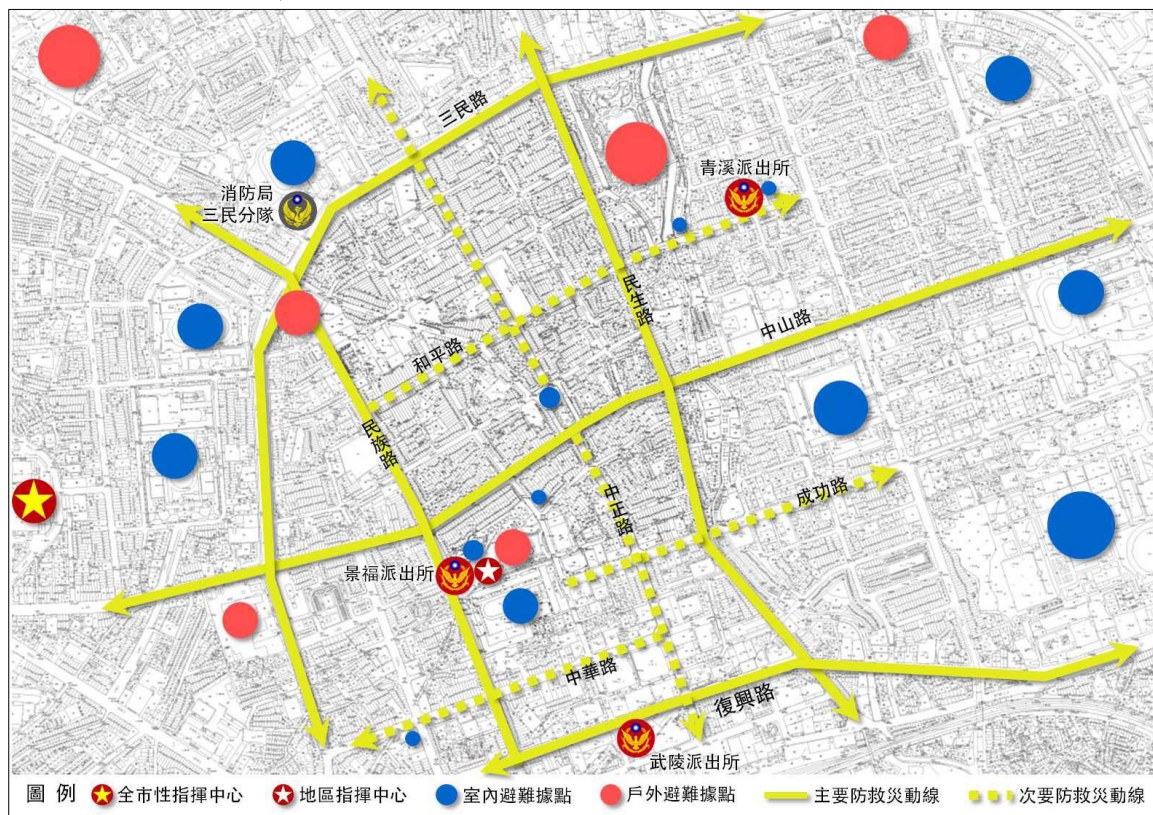 三民路
青溪派出所
消防局
三民分隊
民生路
中山路
和平路
民族路
中正路
成功路
景福派出所
中華路
復興路
武陵派出所
圖例 全市性指揮中心 地區指揮中心 室內避難據點 戶外避難據點 主要防救災動線 次要防救災動線